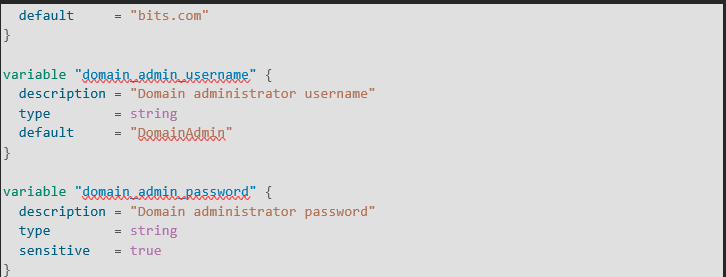 default     = "bits.com"
}
variable "domain_admin_username" {
description = "Domain administrator username"
type        = string
default     = "DomainAdmin"
}
variable "domain_admin_password" {
description = "Domain administrator password"
type        = string
sensitive   = true
}